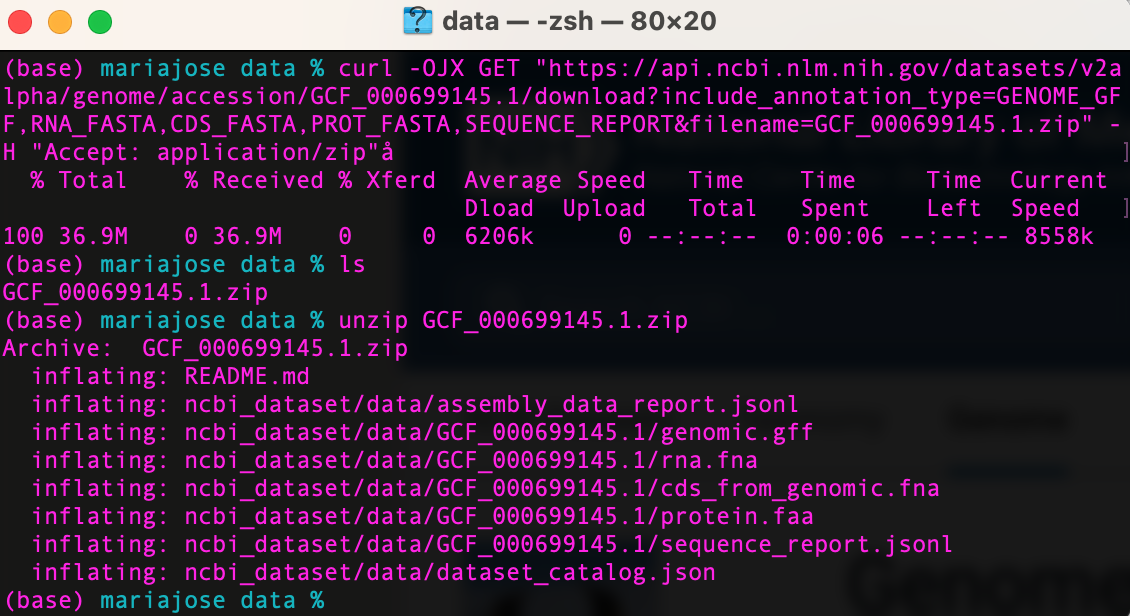 data — -zsh — 80×20
(base) mariajose data % curl -OJX GET "https://api.ncbi.nlm.nih.gov/datasets/v2a
lpha/genome/accession/GCF_000699145.1/download?include_annotation_type=GENOME_GF
F,RNA_FASTA,CDS_FASTA,PROT_FASTA,SEQUENCE_REPORT&filename=GCF_000699145.1.zip" -
H "Accept: application/zip"å
  % Total    % Received % Xferd  Average Speed   Time    Time     Time  Current
                                 Dload  Upload   Total   Spent    Left  Speed
100 36.9M    0 36.9M    0     0  6206k      0 --:--:--  0:00:06 --:--:-- 8558k
(base) mariajose data % ls
GCF_000699145.1.zip
(base) mariajose data % unzip GCF_000699145.1.zip
Archive:  GCF_000699145.1.zip
  inflating: README.md
  inflating: ncbi_dataset/data/assembly_data_report.jsonl
  inflating: ncbi_dataset/data/GCF_000699145.1/genomic.gff
  inflating: ncbi_dataset/data/GCF_000699145.1/rna.fna
  inflating: ncbi_dataset/data/GCF_000699145.1/cds_from_genomic.fna
  inflating: ncbi_dataset/data/GCF_000699145.1/protein.faa
  inflating: ncbi_dataset/data/GCF_000699145.1/sequence_report.jsonl
  inflating: ncbi_dataset/data/dataset_catalog.json
(base) mariajose data %